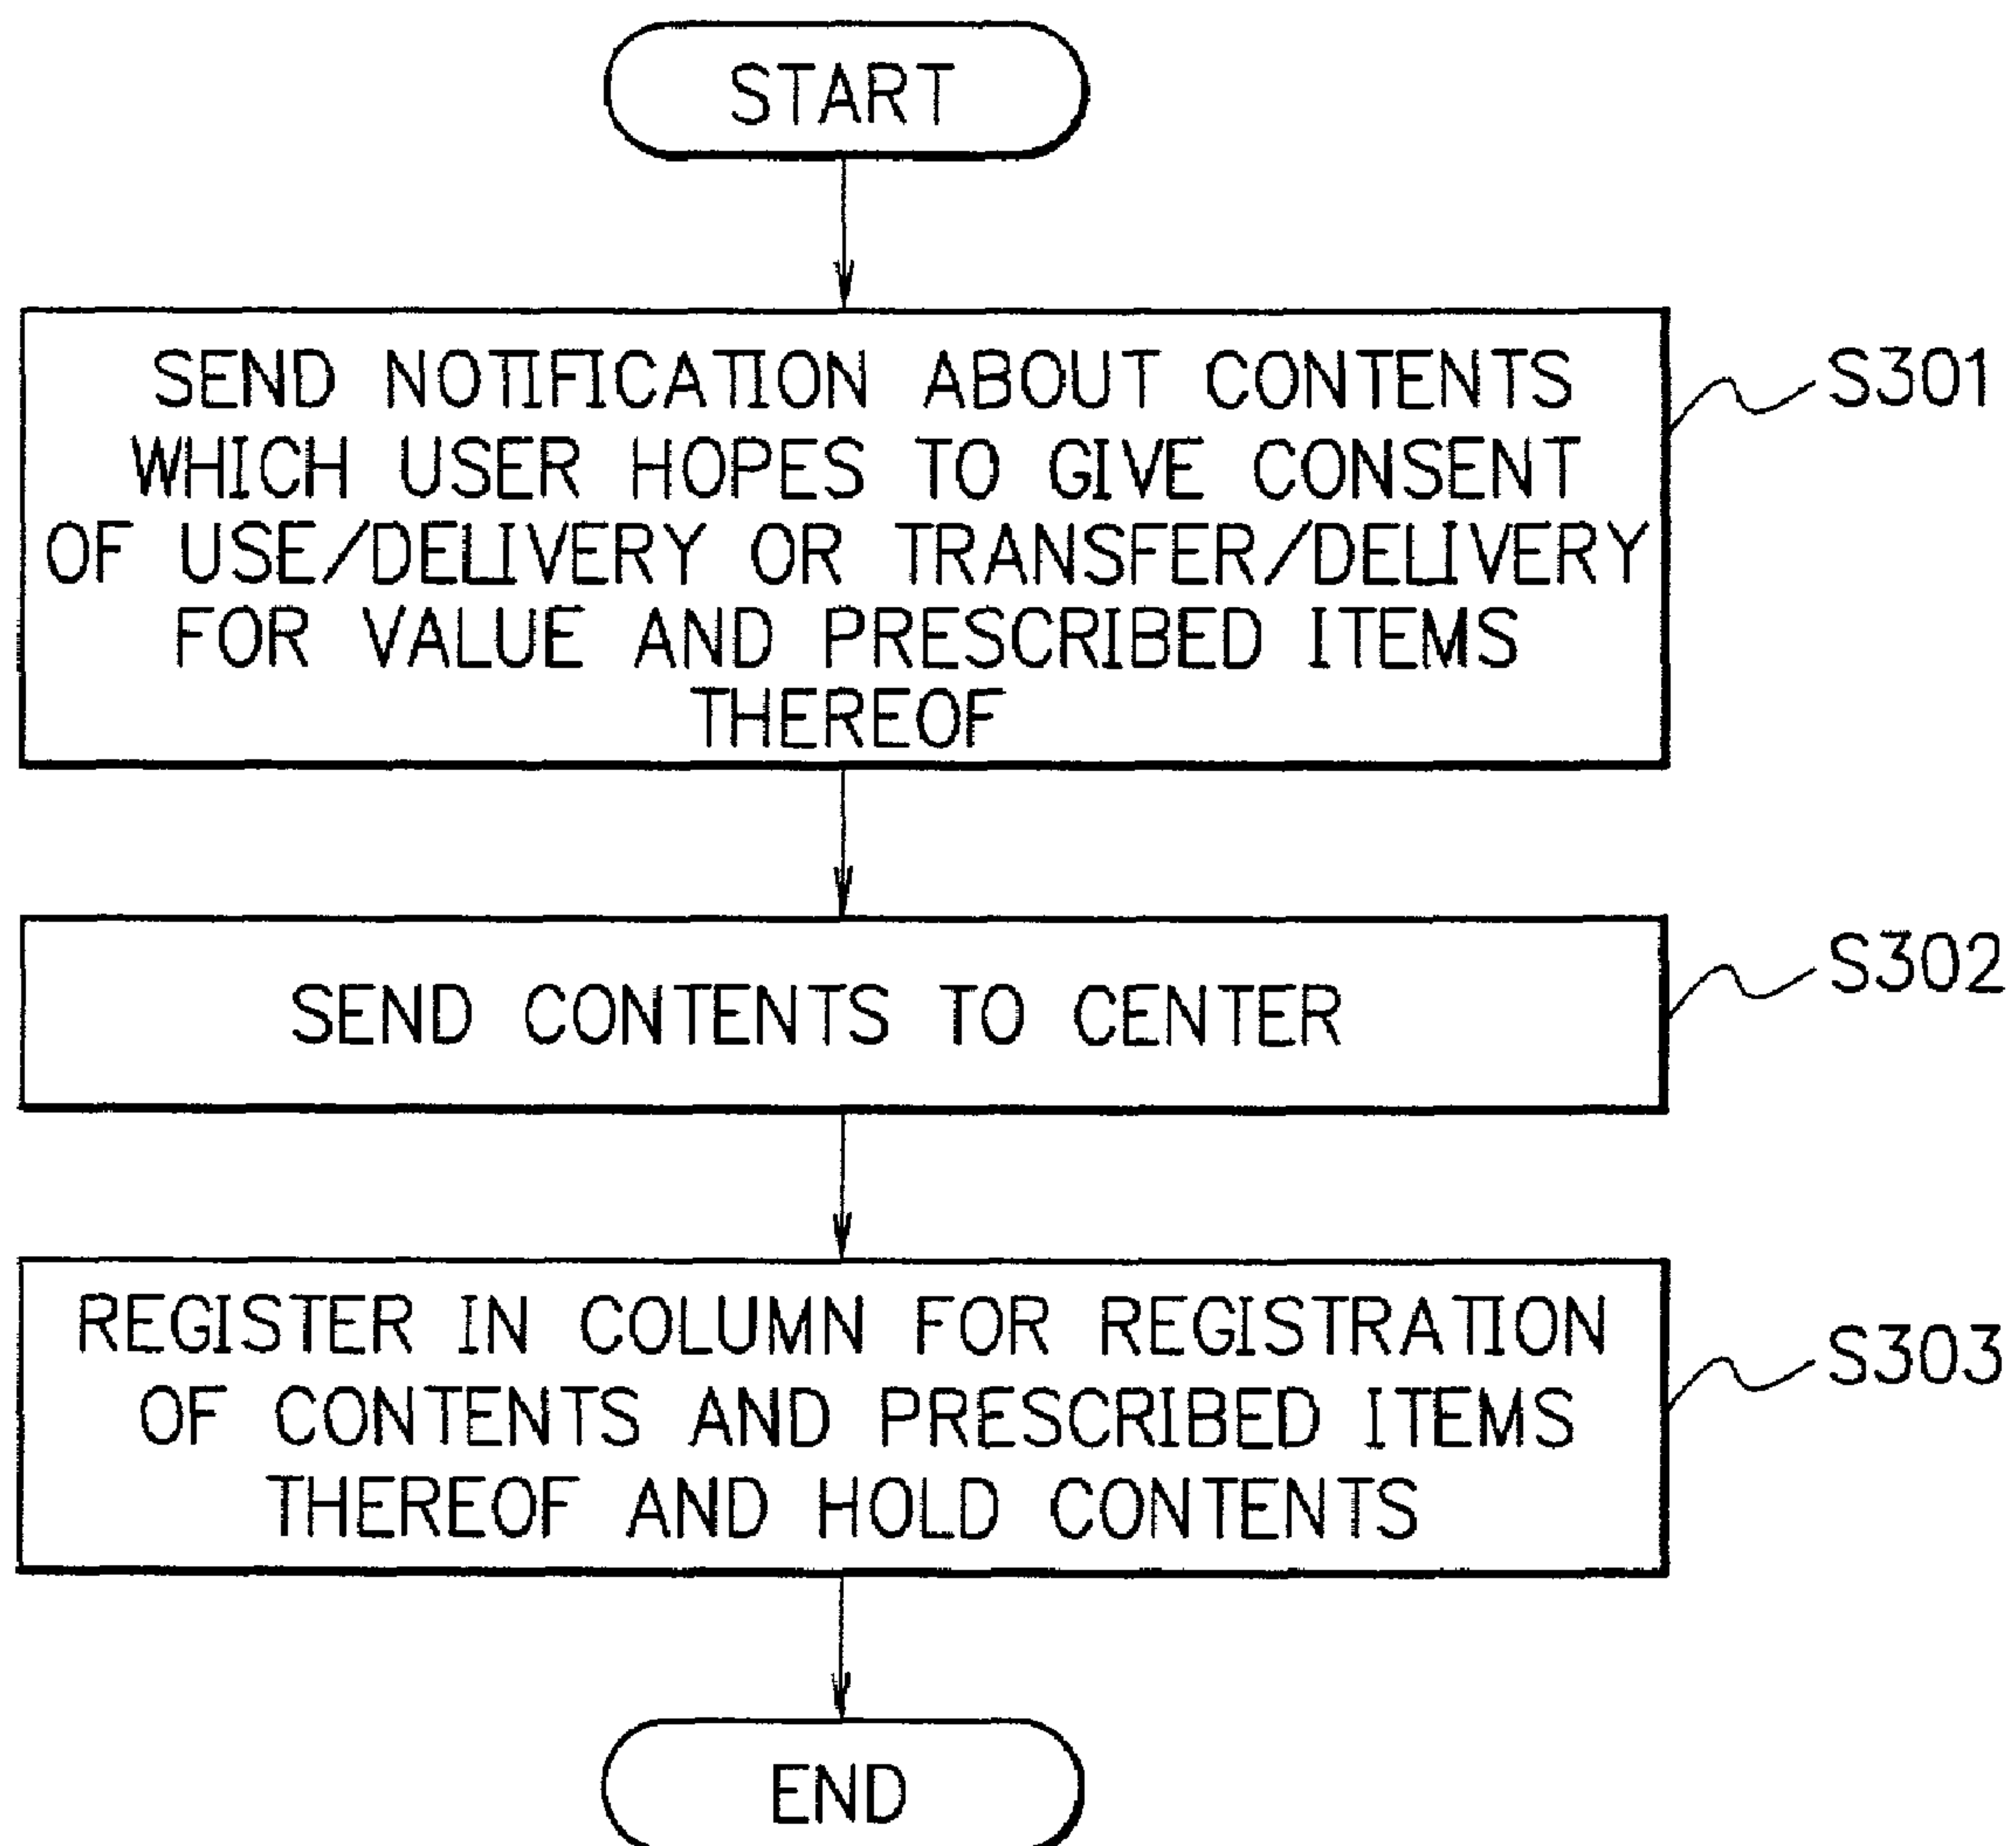 START
SEND NOTIFICATION ABOUT CONTENTS
WHICH USER HOPES TO GIVE CONSENT
OF USE/DELIVERY OR TRANSFER/DELIVERY
FOR VALUE AND PRESCRIBED ITEMS
THEREOF
S301
SEND CONTENTS TO CENTER
S302
REGISTER IN COLUMN FOR REGISTRATION
OF CONTENTS AND PRESCRIBED ITEMS
THEREOF AND HOLD CONTENTS
S303
END